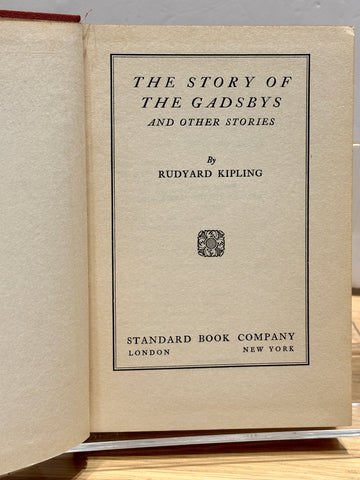 THE STORY OF
THE GADSBYS
AND OTHER STORIES
By
RUDYARD KIPLING
STANDARD BOOK COMPANY
LONDON NEW YORK